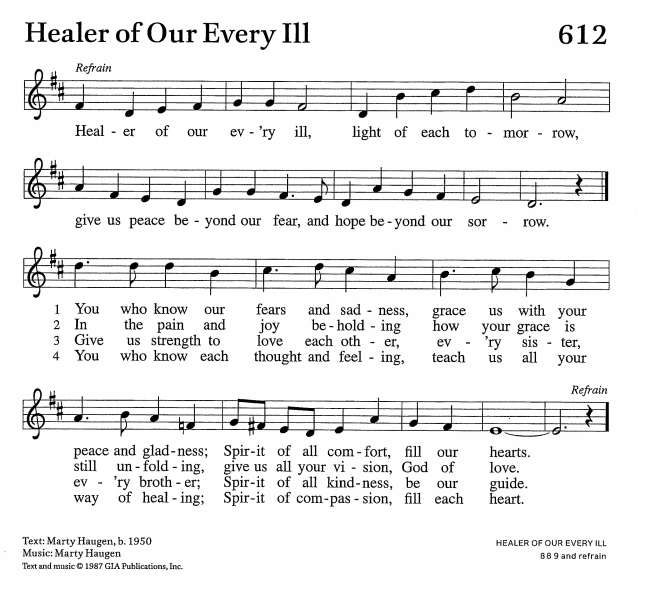 Healer of Our Every Ill 612
Refrain
Heal - er of our ev - 'ry ill, light of each to - mor - row,
give us peace be - yond our fear, and hope be - yond our sor - row.
1 You who know our fears and sad - ness, grace us with your
2 In the pain and joy be - hold - ing how your grace is
3 Give us strength to love each oth - er, ev - 'ry sis - ter,
4 You who know each thought and feel - ing, teach us all your
Refrain
peace and glad - ness; Spir - it of all com - fort, fill our hearts.
still un - fold - ing, give us all your vi - sion, God of love.
ev - 'ry broth - er; Spir - it of all kind - ness, be our guide.
way of heal - ing; Spir - it of com - pas - sion, fill each heart.
Text: Marty Haugen, b. 1950 HEALER OF OUR EVERY ILL
Music: Marty Haugen 8 8 9 and refrain
Text and music © 1987 GIA Publications, Inc.